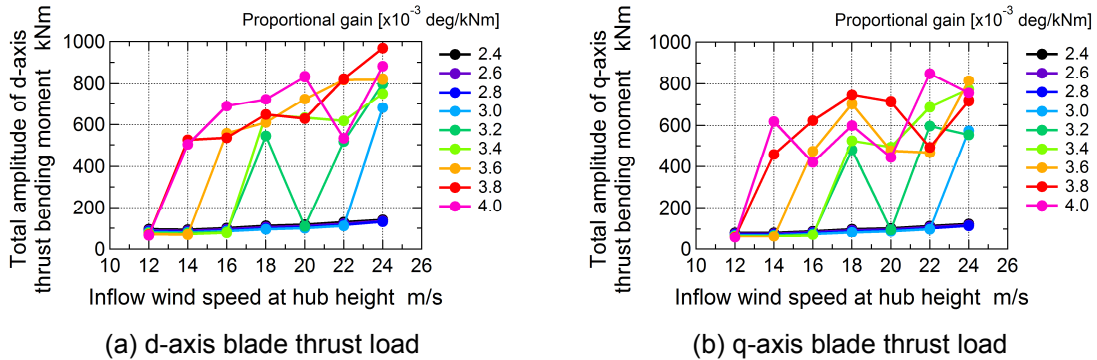 Proportional gain [x10⁻³ deg/kNm]
Total amplitude of d-axis
thrust bending moment kNm
1000
800
600
400
200
0
10 12 14 16 18 20 22 24 26
Inflow wind speed at hub height m/s
2.4
2.6
2.8
3.0
3.2
3.4
3.6
3.8
4.0
(a) d-axis blade thrust load
Proportional gain [x10⁻³ deg/kNm]
Total amplitude of q-axis
thrust bending moment kNm
1000
800
600
400
200
0
10 12 14 16 18 20 22 24 26
Inflow wind speed at hub height m/s
2.4
2.6
2.8
3.0
3.2
3.4
3.6
3.8
4.0
(b) q-axis blade thrust load